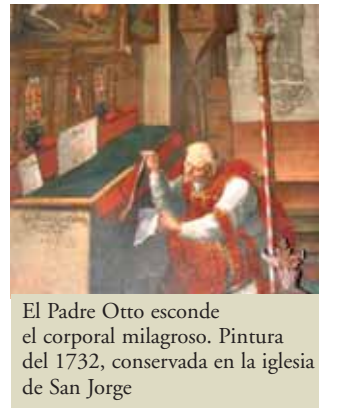 El Padre Otto esconde
el corporal milagroso. Pintura
del 1732, conservada en la iglesia
de San Jorge